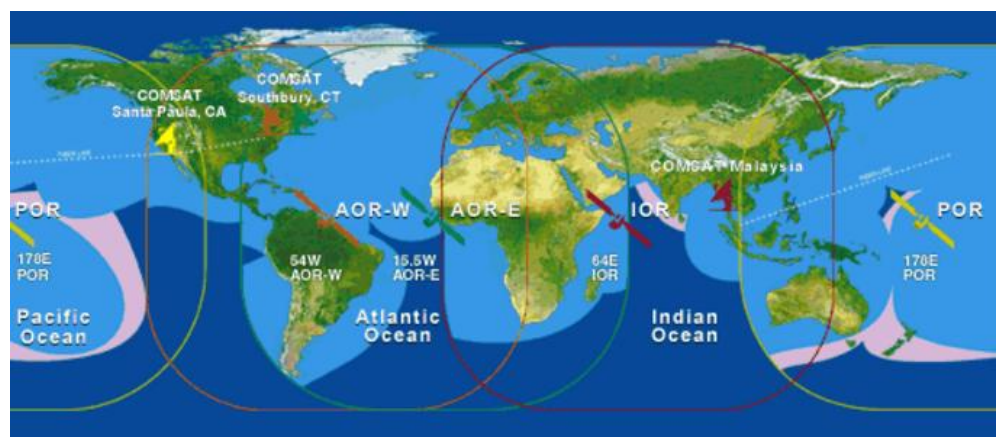 COMSAT
Southbury, CT
COMSAT
Santa Paula, CA
COMSAT Malaysia
POR
AOR-W
AOR-E
IOR
POR
178E
POR
54W
AOR-W
15.5W
AOR-E
64E
IOR
178E
POR
Pacific
Ocean
Atlantic
Ocean
Indian
Ocean